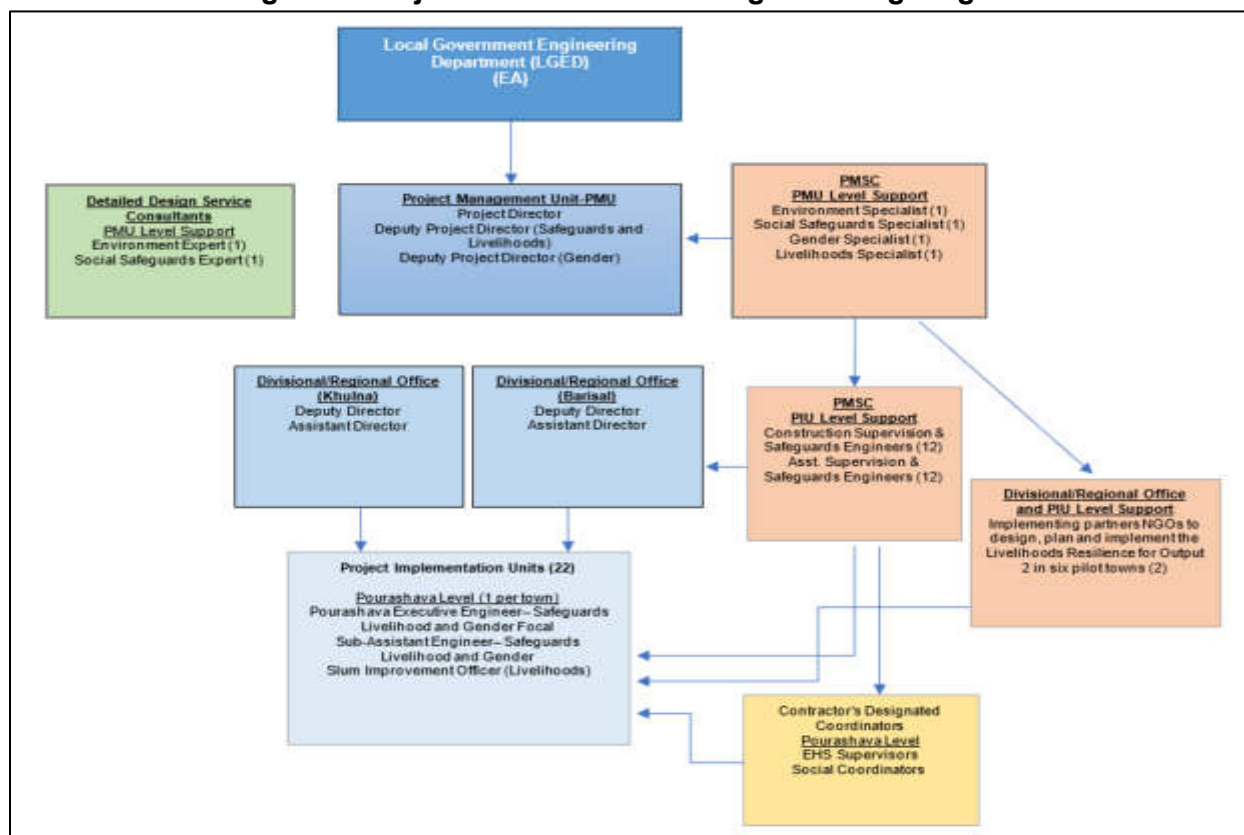 Local Government Engineering
Department (LGED)
(EA)
Detailed Design Service
Consultants
PMU Level Support
Environment Expert (1)
Social Safeguards Expert (1)
Project Management Unit-PMU
Project Director
Deputy Project Director (Safeguards and
Livelihoods)
Deputy Project Director (Gender)
PMSC
PMU Level Support
Environment Specialist (1)
Social Safeguards Specialist (1)
Gender Specialist (1)
Livelihoods Specialist (1)
Divisional/Regional Office
(Khulna)
Deputy Director
Assistant Director
Divisional/Regional Office
(Barisal)
Deputy Director
Assistant Director
PMSC
PIU Level Support
Construction Supervision &
Safeguards Engineers (12)
Asst. Supervision &
Safeguards Engineers (12)
Divisional/Regional Office
and PIU Level Support
Implementing partners NGOs to
design, plan and implement the
Livelihoods Resilience for Output
2 in six pilot towns (2)
Project Implementation Units (22)
Pourashava Level (1 per town)
Pourashava Executive Engineer– Safeguards
Livelihood and Gender Focal
Sub-Assistant Engineer– Safeguards
Livelihood and Gender
Slum Improvement Officer (Livelihoods)
Contractor's Designated
Coordinators
Pourashava Level
EHS Supervisors
Social Coordinators